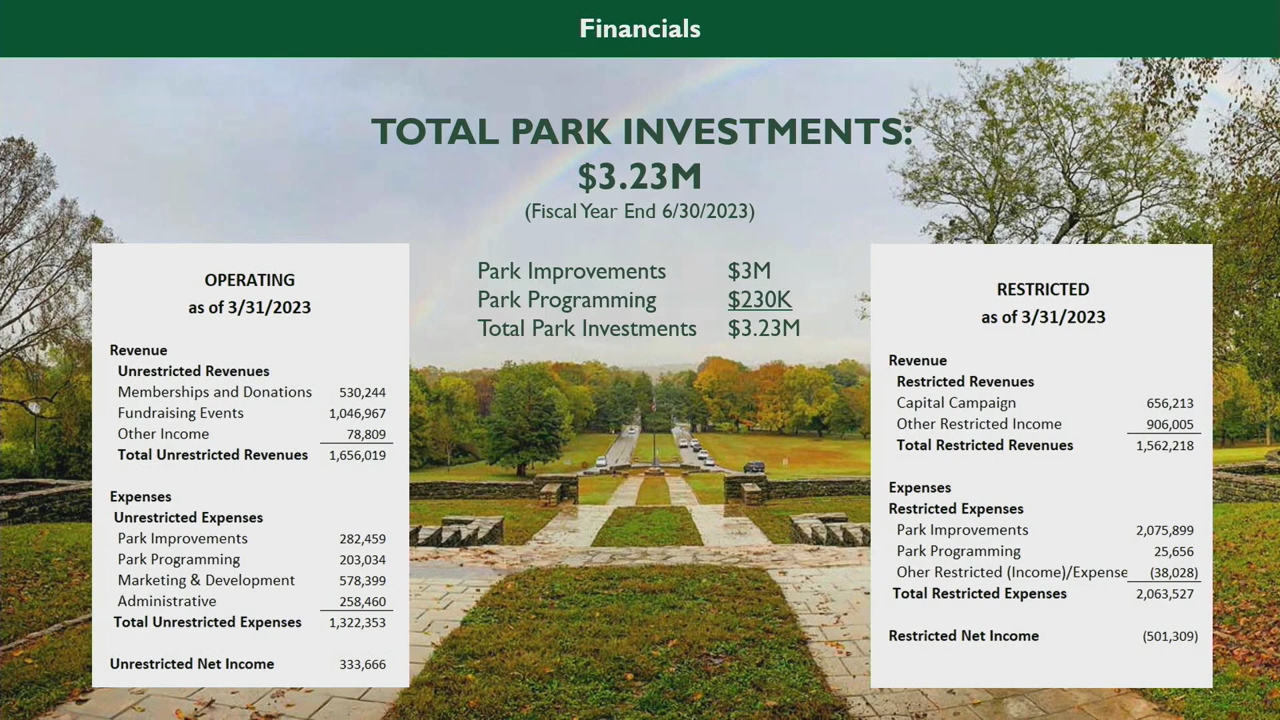 Financials
TOTAL PARK INVESTMENTS:
$3.23M
(Fiscal Year End 6/30/2023)
Park Improvements $3M
Park Programming $230K
Total Park Investments $3.23M
OPERATING
as of 3/31/2023
Revenue
Unrestricted Revenues
Memberships and Donations 530,244
Fundraising Events 1,046,967
Other Income 78,809
Total Unrestricted Revenues 1,656,019
Expenses
Unrestricted Expenses
Park Improvements 282,459
Park Programming 203,034
Marketing & Development 578,399
Administrative 258,460
Total Unrestricted Expenses 1,322,353
Unrestricted Net Income 333,666
RESTRICTED
as of 3/31/2023
Revenue
Restricted Revenues
Capital Campaign 656,213
Other Restricted Income 906,005
Total Restricted Revenues 1,562,218
Expenses
Restricted Expenses
Park Improvements 2,075,899
Park Programming 25,656
Oher Restricted (Income)/Expense (38,028)
Total Restricted Expenses 2,063,527
Restricted Net Income (501,309)